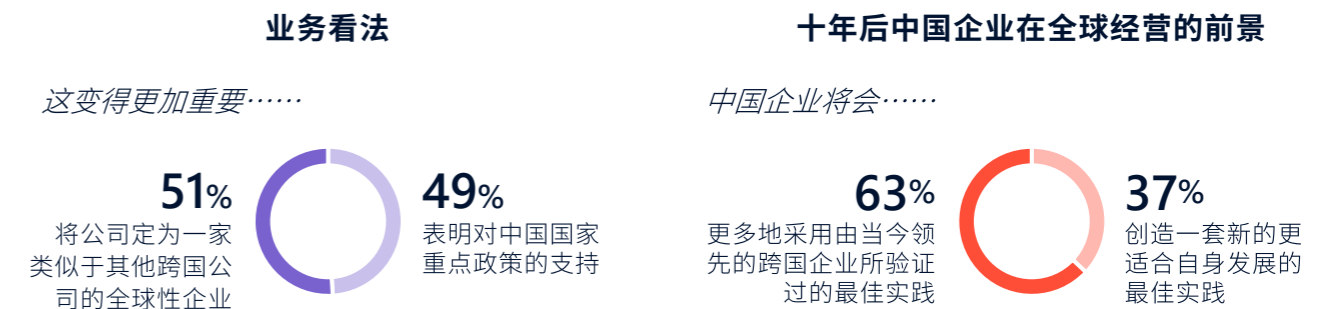 业务看法
这变得更加重要……
51%
将公司定为一家
类似于其他跨国公
司的全球性企业
49%
表明对中国国家
重点政策的支持
十年后中国企业在全球经营的前景
中国企业将会……
63%
更多地采用由当今领
先的跨国企业所验证
过的最佳实践
37%
创造一套新的更
适合自身发展的
最佳实践